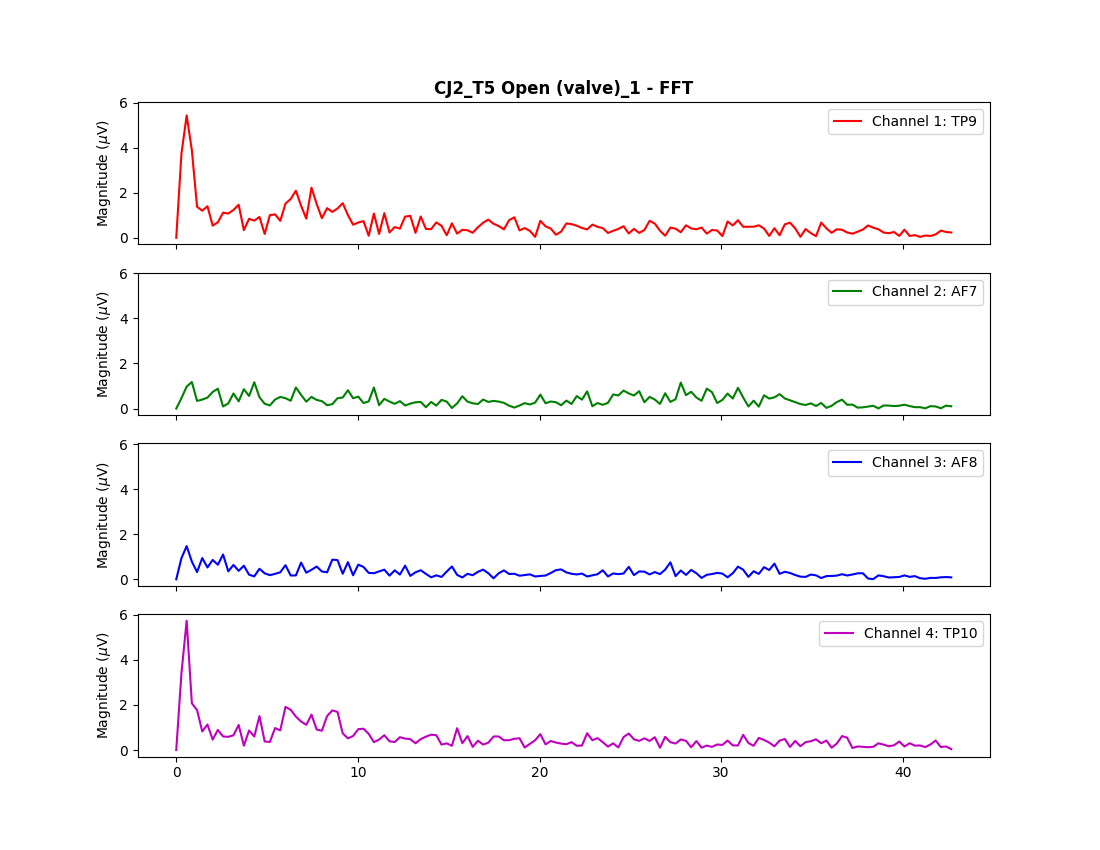 CJ2_T5 Open (valve)_1 - FFT
6
4
2
0
Magnitude (μV)
Channel 1: TP9
6
4
2
0
Magnitude (μV)
Channel 2: AF7
6
4
2
0
Magnitude (μV)
Channel 3: AF8
6
4
2
0
Magnitude (μV)
Channel 4: TP10
0 10 20 30 40